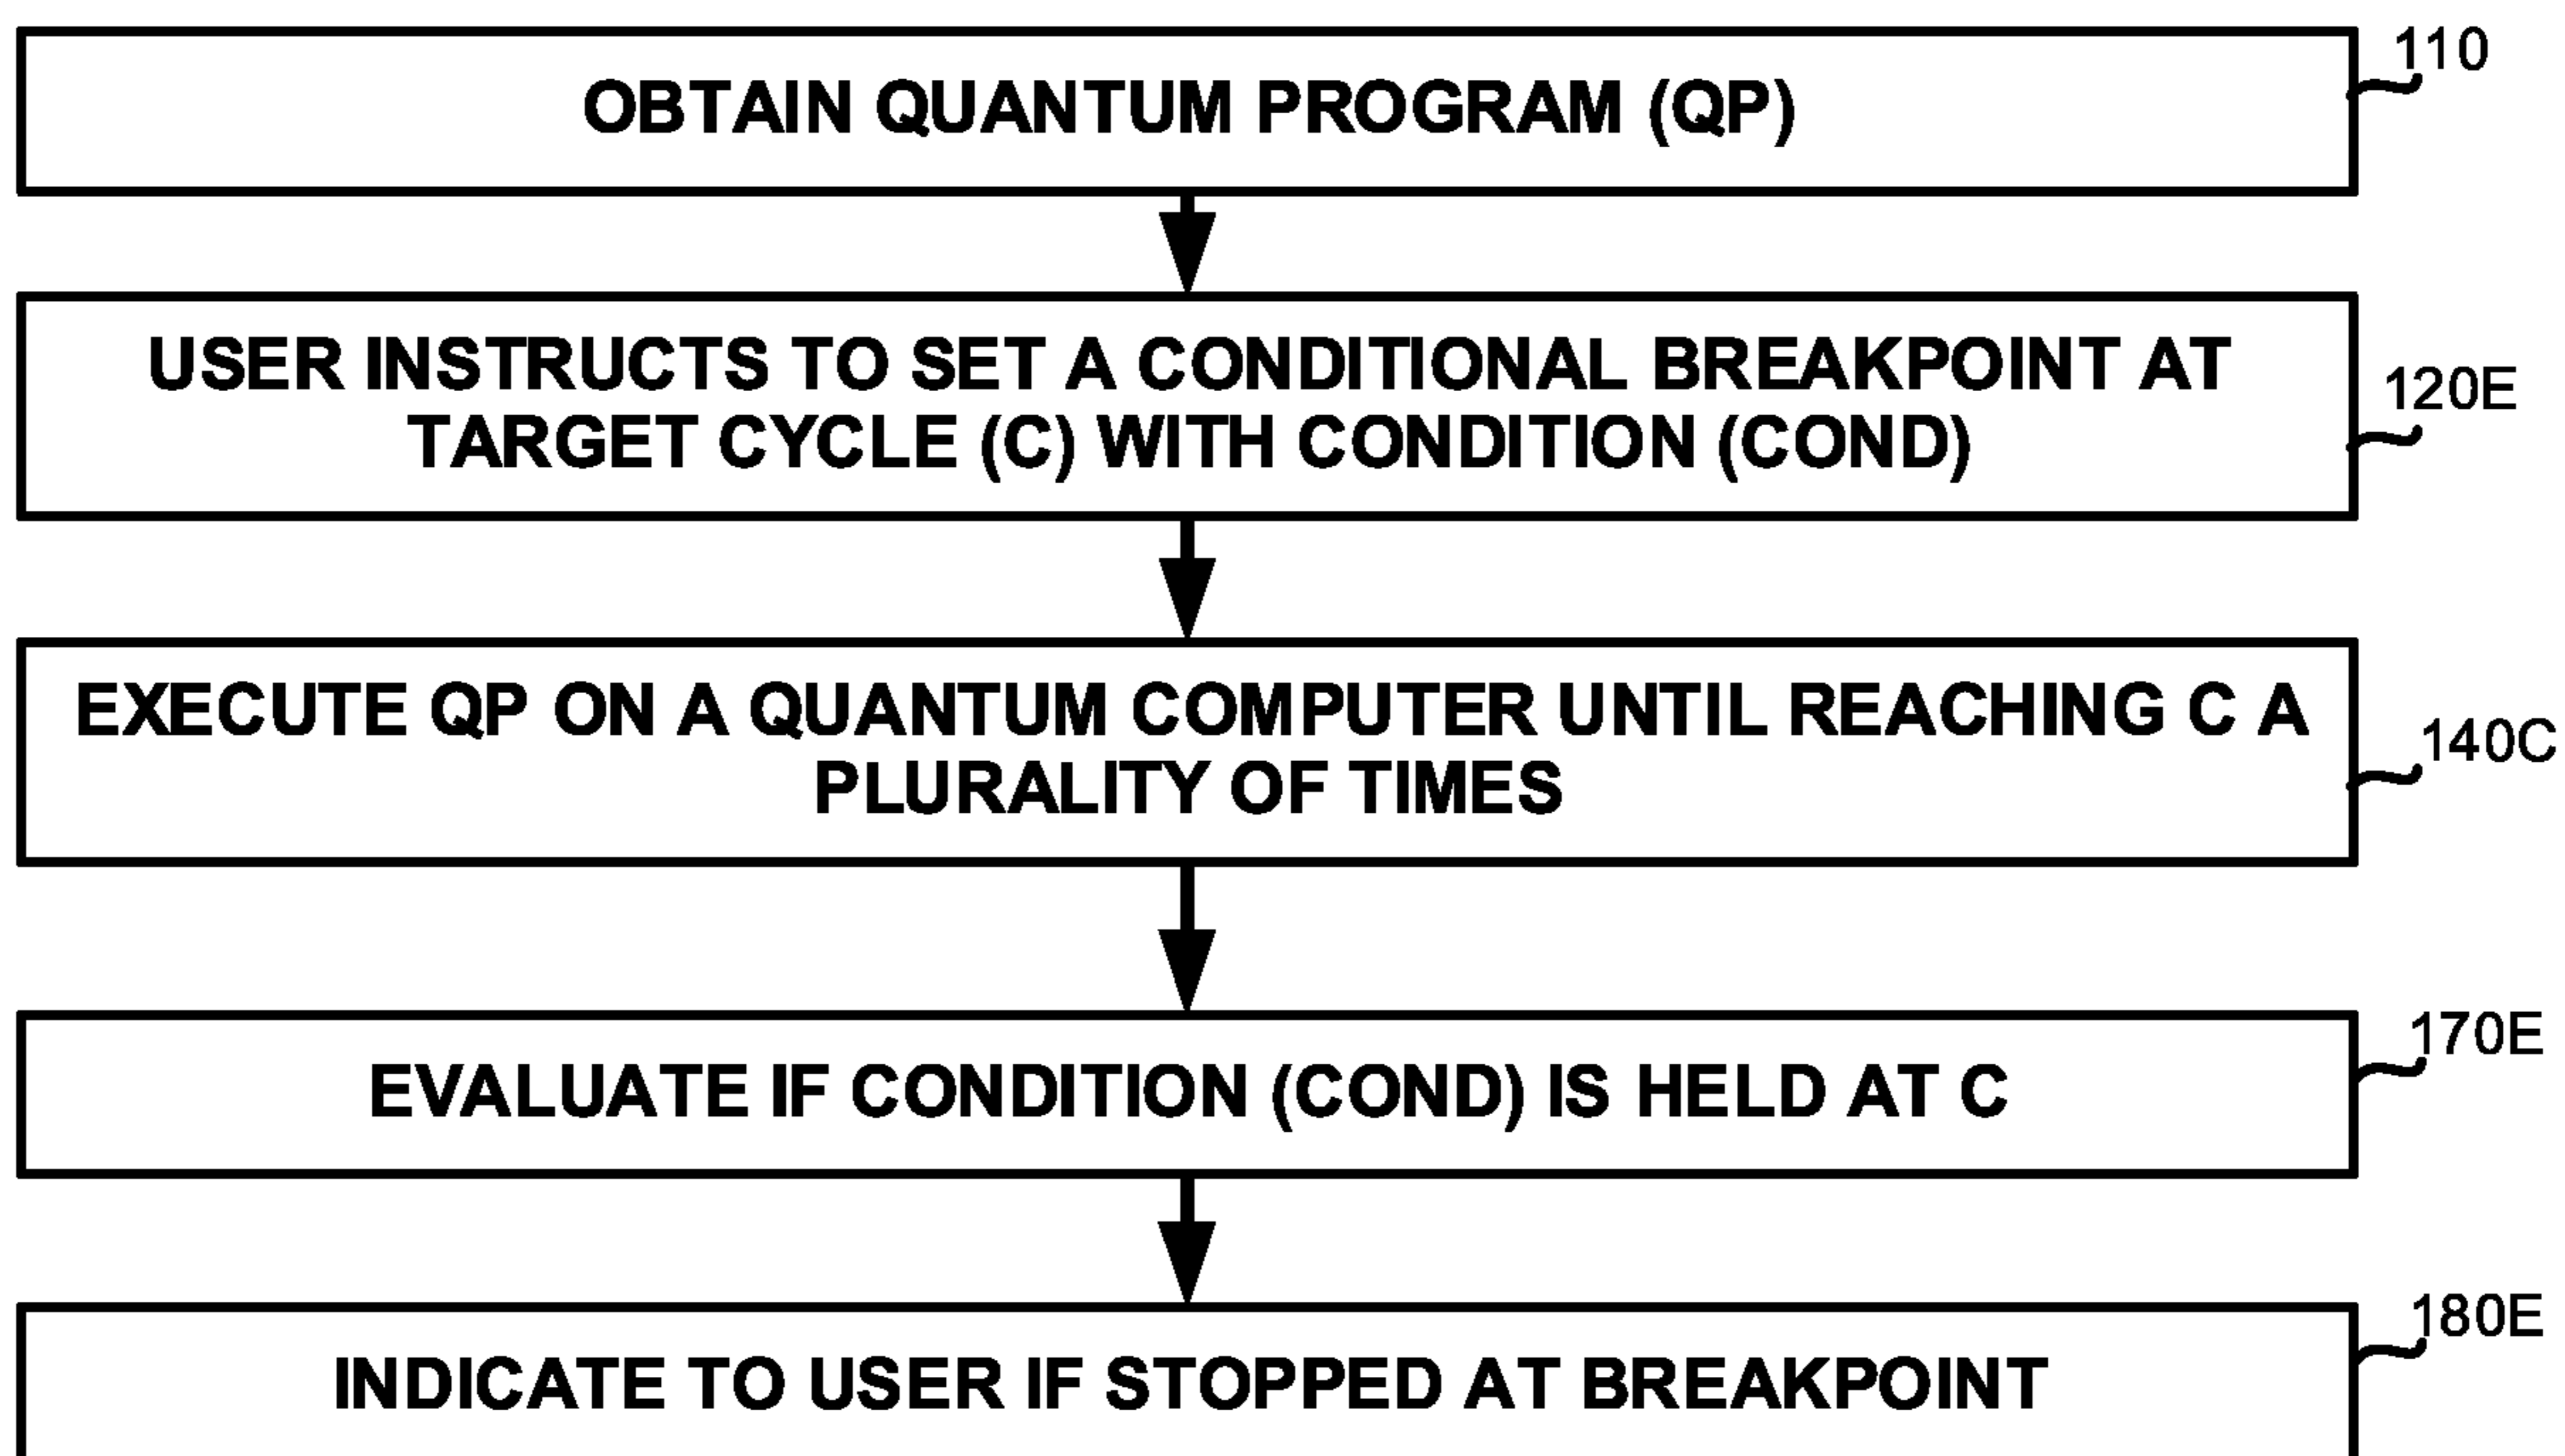 110
OBTAIN QUANTUM PROGRAM (QP)
USER INSTRUCTS TO SET A CONDITIONAL BREAKPOINT AT
TARGET CYCLE (C) WITH CONDITION (COND)
120E
EXECUTE QP ON A QUANTUM COMPUTER UNTIL REACHING C A
PLURALITY OF TIMES
140C
170E
EVALUATE IF CONDITION (COND) IS HELD AT C
180E
INDICATE TO USER IF STOPPED AT BREAKPOINT